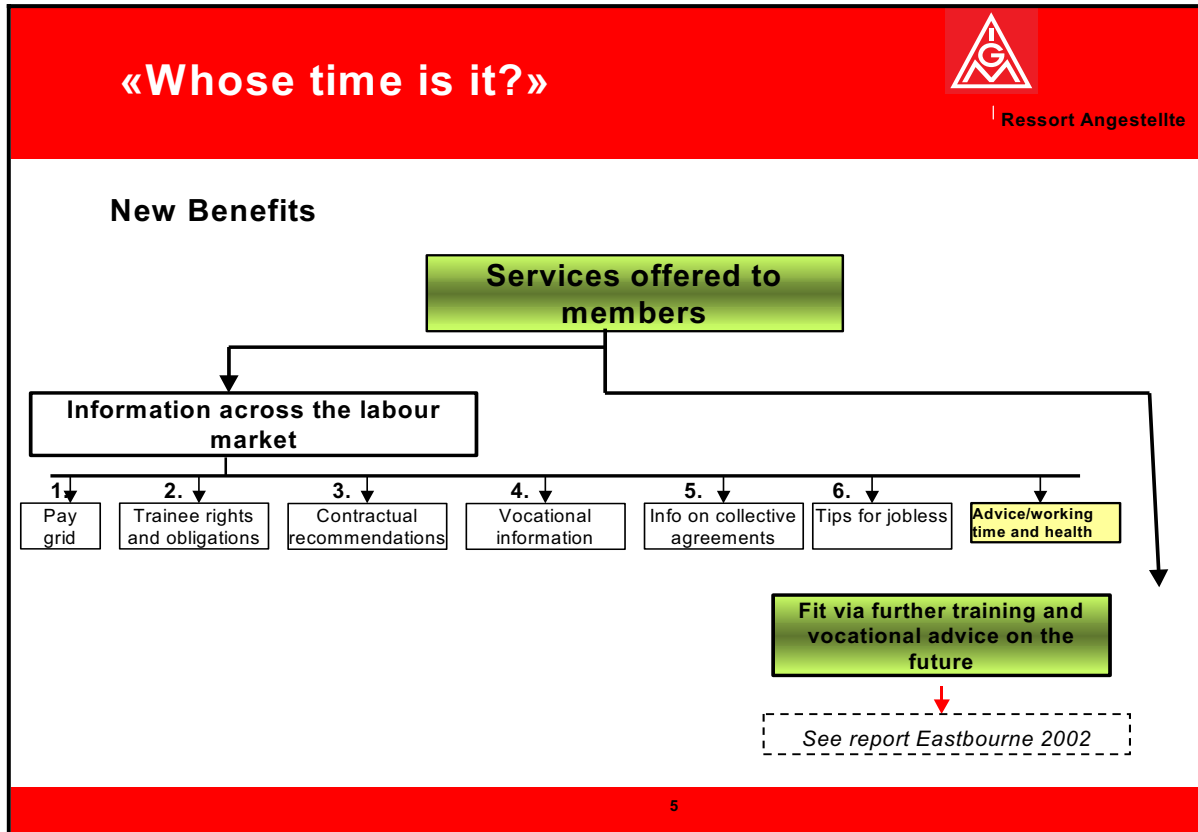 «Whose time is it?»
IGM
Ressort Angestellte
New Benefits
Services offered to
members
Information across the labour
market
1.
Pay
grid
2.
Trainee rights
and obligations
3.
Contractual
recommendations
4.
Vocational
information
5.
Info on collective
agreements
6.
Tips for jobless
Advice/working
time and health
Fit via further training and
vocational advice on the
future
See report Eastbourne 2002
5